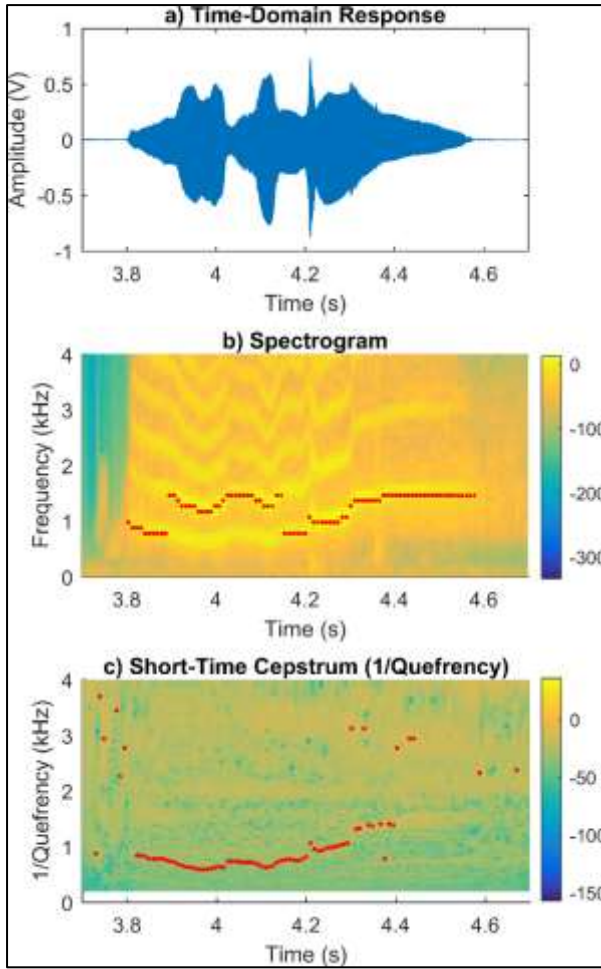 a) Time-Domain Response
1
0.5
0
-0.5
-1
Amplitude (V)
3.8 4 4.2 4.4 4.6
Time (s)
b) Spectrogram
4
3
2
1
0
Frequency (kHz)
3.8 4 4.2 4.4 4.6
Time (s)
0
-100
-200
-300
c) Short-Time Cepstrum (1/Quefrency)
4
3
2
1
0
1/Quefrency (kHz)
3.8 4 4.2 4.4 4.6
Time (s)
0
-50
-100
-150